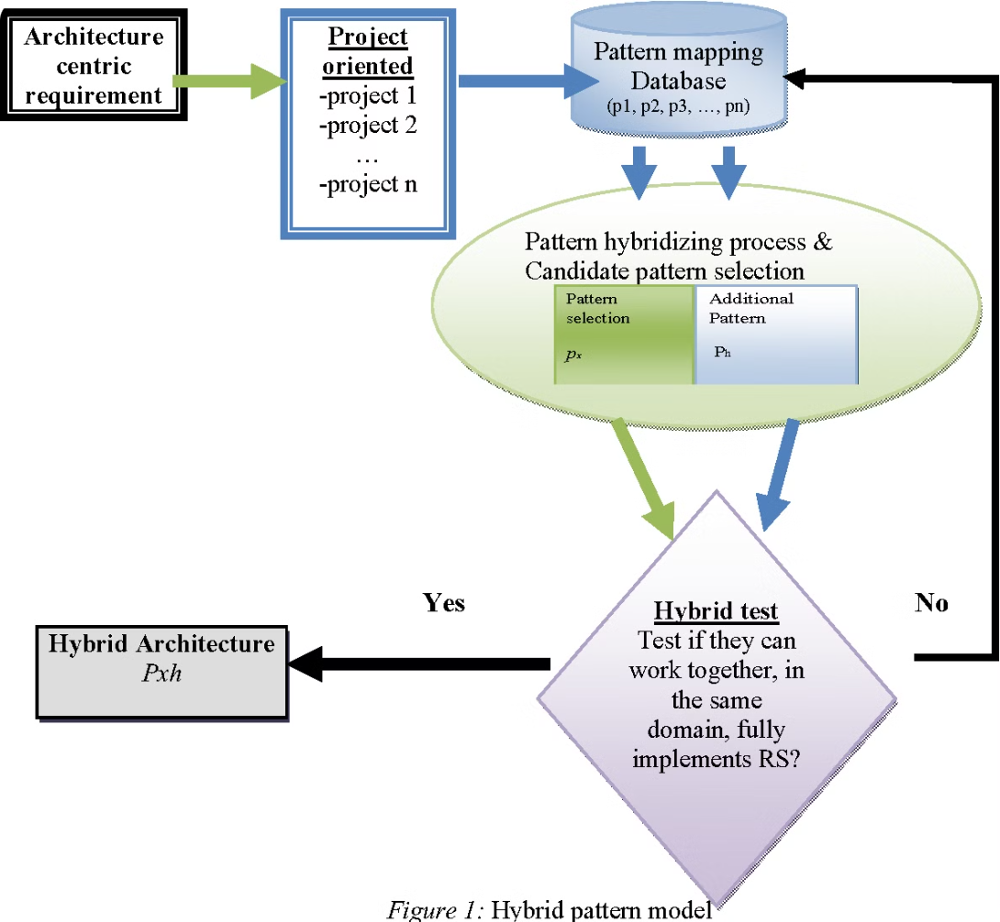 Architecture
centric
requirement
Project
oriented
-project 1
-project 2
...
-project n
Pattern mapping
Database
(p1, p2, p3, ..., pn)
Pattern hybridizing process &
Candidate pattern selection
Pattern
selection
px
Additional
Pattern
Ph
Yes
No
Hybrid test
Test if they can
work together, in
the same
domain, fully
implements RS?
Hybrid Architecture
Pxh
Figure 1: Hybrid pattern model